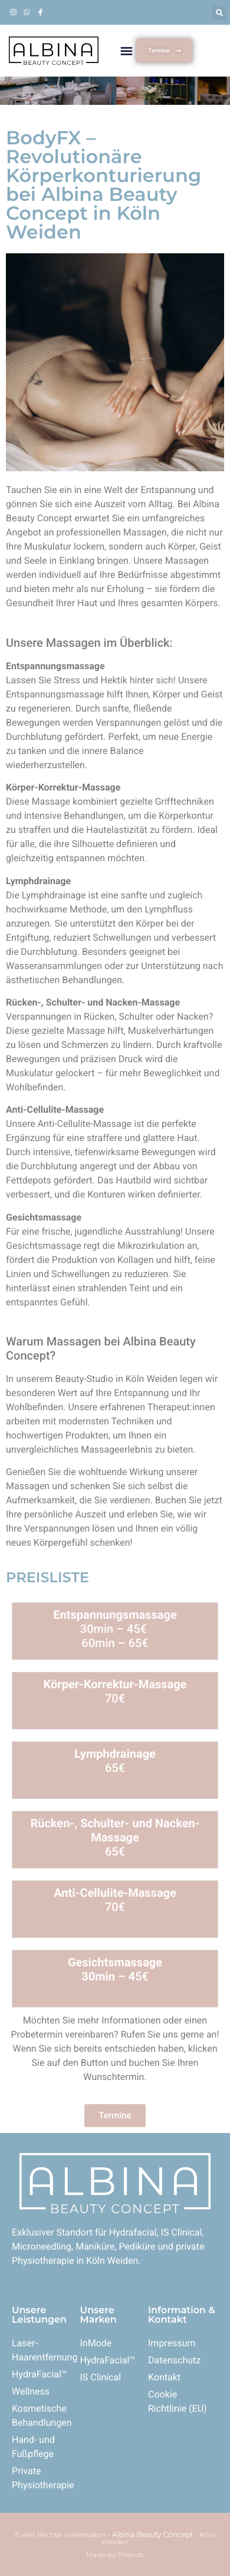 ALBINA
BEAUTY CONCEPT
Termine
BodyFX –
Revolutionäre
Körperkonturierung
bei Albina Beauty
Concept in Köln
Weiden
Tauchen Sie ein in eine Welt der Entspannung und
gönnen Sie sich eine Auszeit vom Alltag. Bei Albina
Beauty Concept erwartet Sie ein umfangreiches
Angebot an professionellen Massagen, die nicht nur
Ihre Muskulatur lockern, sondern auch Körper, Geist
und Seele in Einklang bringen. Unsere Massagen
werden individuell auf Ihre Bedürfnisse abgestimmt
und bieten mehr als nur Erholung – sie fördern die
Gesundheit Ihrer Haut und Ihres gesamten Körpers.
Unsere Massagen im Überblick:
Entspannungsmassage
Lassen Sie Stress und Hektik hinter sich! Unsere
Entspannungsmassage hilft Ihnen, Körper und Geist
zu regenerieren. Durch sanfte, fließende
Bewegungen werden Verspannungen gelöst und die
Durchblutung gefördert. Perfekt, um neue Energie
zu tanken und die innere Balance
wiederherzustellen.
Körper-Korrektur-Massage
Diese Massage kombiniert gezielte Grifftechniken
und intensive Behandlungen, um die Körperkontur
zu straffen und die Hautelastizität zu fördern. Ideal
für alle, die ihre Silhouette definieren und
gleichzeitig entspannen möchten.
Lymphdrainage
Die Lymphdrainage ist eine sanfte und zugleich
hochwirksame Methode, um den Lymphfluss
anzuregen. Sie unterstützt den Körper bei der
Entgiftung, reduziert Schwellungen und verbessert
die Durchblutung. Besonders geeignet bei
Wasseransammlungen oder zur Unterstützung nach
ästhetischen Behandlungen.
Rücken-, Schulter- und Nacken-Massage
Verspannungen in Rücken, Schulter oder Nacken?
Diese gezielte Massage hilft, Muskelverhärtungen
zu lösen und Schmerzen zu lindern. Durch kraftvolle
Bewegungen und präzisen Druck wird die
Muskulatur gelockert – für mehr Beweglichkeit und
Wohlbefinden.
Anti-Cellulite-Massage
Unsere Anti-Cellulite-Massage ist die perfekte
Ergänzung für eine straffere und glattere Haut.
Durch intensive, tiefenwirksame Bewegungen wird
die Durchblutung angeregt und der Abbau von
Fettdepots gefördert. Das Hautbild wird sichtbar
verbessert, und die Konturen wirken definierter.
Gesichtsmassage
Für eine frische, jugendliche Ausstrahlung! Unsere
Gesichtsmassage regt die Mikrozirkulation an,
fördert die Produktion von Kollagen und hilft, feine
Linien und Schwellungen zu reduzieren. Sie
hinterlässt einen strahlenden Teint und ein
entspanntes Gefühl.
Warum Massagen bei Albina Beauty
Concept?
In unserem Beauty-Studio in Köln Weiden legen wir
besonderen Wert auf Ihre Entspannung und Ihr
Wohlbefinden. Unsere erfahrenen Therapeut:innen
arbeiten mit modernsten Techniken und
hochwertigen Produkten, um Ihnen ein
unvergleichliches Massageerlebnis zu bieten.
Genießen Sie die wohltuende Wirkung unserer
Massagen und schenken Sie sich selbst die
Aufmerksamkeit, die Sie verdienen. Buchen Sie jetzt
Ihre persönliche Auszeit und erleben Sie, wie wir
Ihre Verspannungen lösen und Ihnen ein völlig
neues Körpergefühl schenken!
PREISLISTE
Entspannungsmassage
30min – 45€
60min – 65€
Körper-Korrektur-Massage
70€
Lymphdrainage
65€
Rücken-, Schulter- und Nacken-
Massage
65€
Anti-Cellulite-Massage
70€
Gesichtsmassage
30min – 45€
Möchten Sie mehr Informationen oder einen
Probetermin vereinbaren? Rufen Sie uns gerne an!
Wenn Sie sich bereits entschieden haben, klicken
Sie auf den Button und buchen Sie Ihren
Wunschtermin.
Termine
ALBINA
BEAUTY CONCEPT
Exklusiver Standort für Hydrafacial, IS Clinical,
Microneedling, Maniküre, Pediküre und private
Physiotherapie in Köln Weiden.
Unsere
Leistungen
Laser-
Haarentfernung
HydraFacial™
Wellness
Kosmetische
Behandlungen
Hand- und
Fußpflege
Private
Physiotherapie
Unsere
Marken
InMode
HydraFacial™
IS Clinical
Information &
Kontakt
Impressum
Datenschutz
Kontakt
Cookie
Richtlinie (EU)
© Alle Rechte vorbehalten - Albina Beauty Concept - Köln
Weiden
Made by Friends